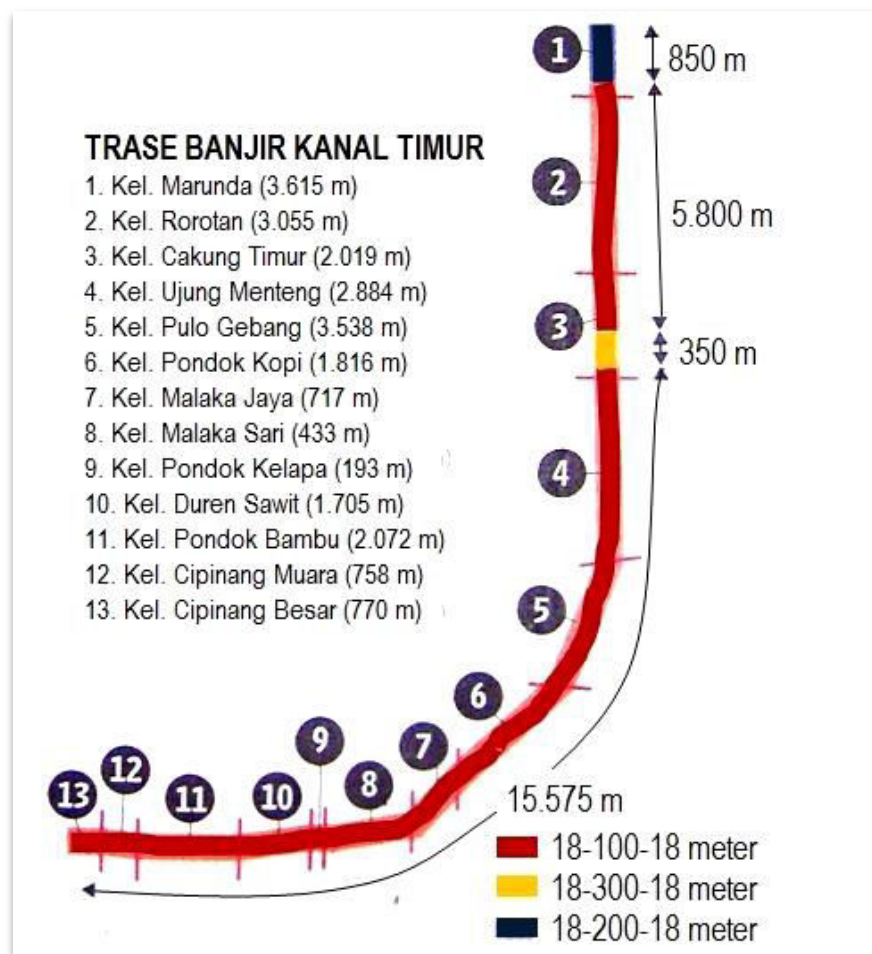 1
850 m
TRASE BANJIR KANAL TIMUR
1. Kel. Marunda (3.615 m)
2. Kel. Rorotan (3.055 m)
3. Kel. Cakung Timur (2.019 m)
4. Kel. Ujung Menteng (2.884 m)
5. Kel. Pulo Gebang (3.538 m)
6. Kel. Pondok Kopi (1.816 m)
7. Kel. Malaka Jaya (717 m)
8. Kel. Malaka Sari (433 m)
9. Kel. Pondok Kelapa (193 m)
10. Kel. Duren Sawit (1.705 m)
11. Kel. Pondok Bambu (2.072 m)
12. Kel. Cipinang Muara (758 m)
13. Kel. Cipinang Besar (770 m)
2
5.800 m
3
350 m
4
5
6
7
8
9
10
11
12
13
15.575 m
18-100-18 meter
18-300-18 meter
18-200-18 meter